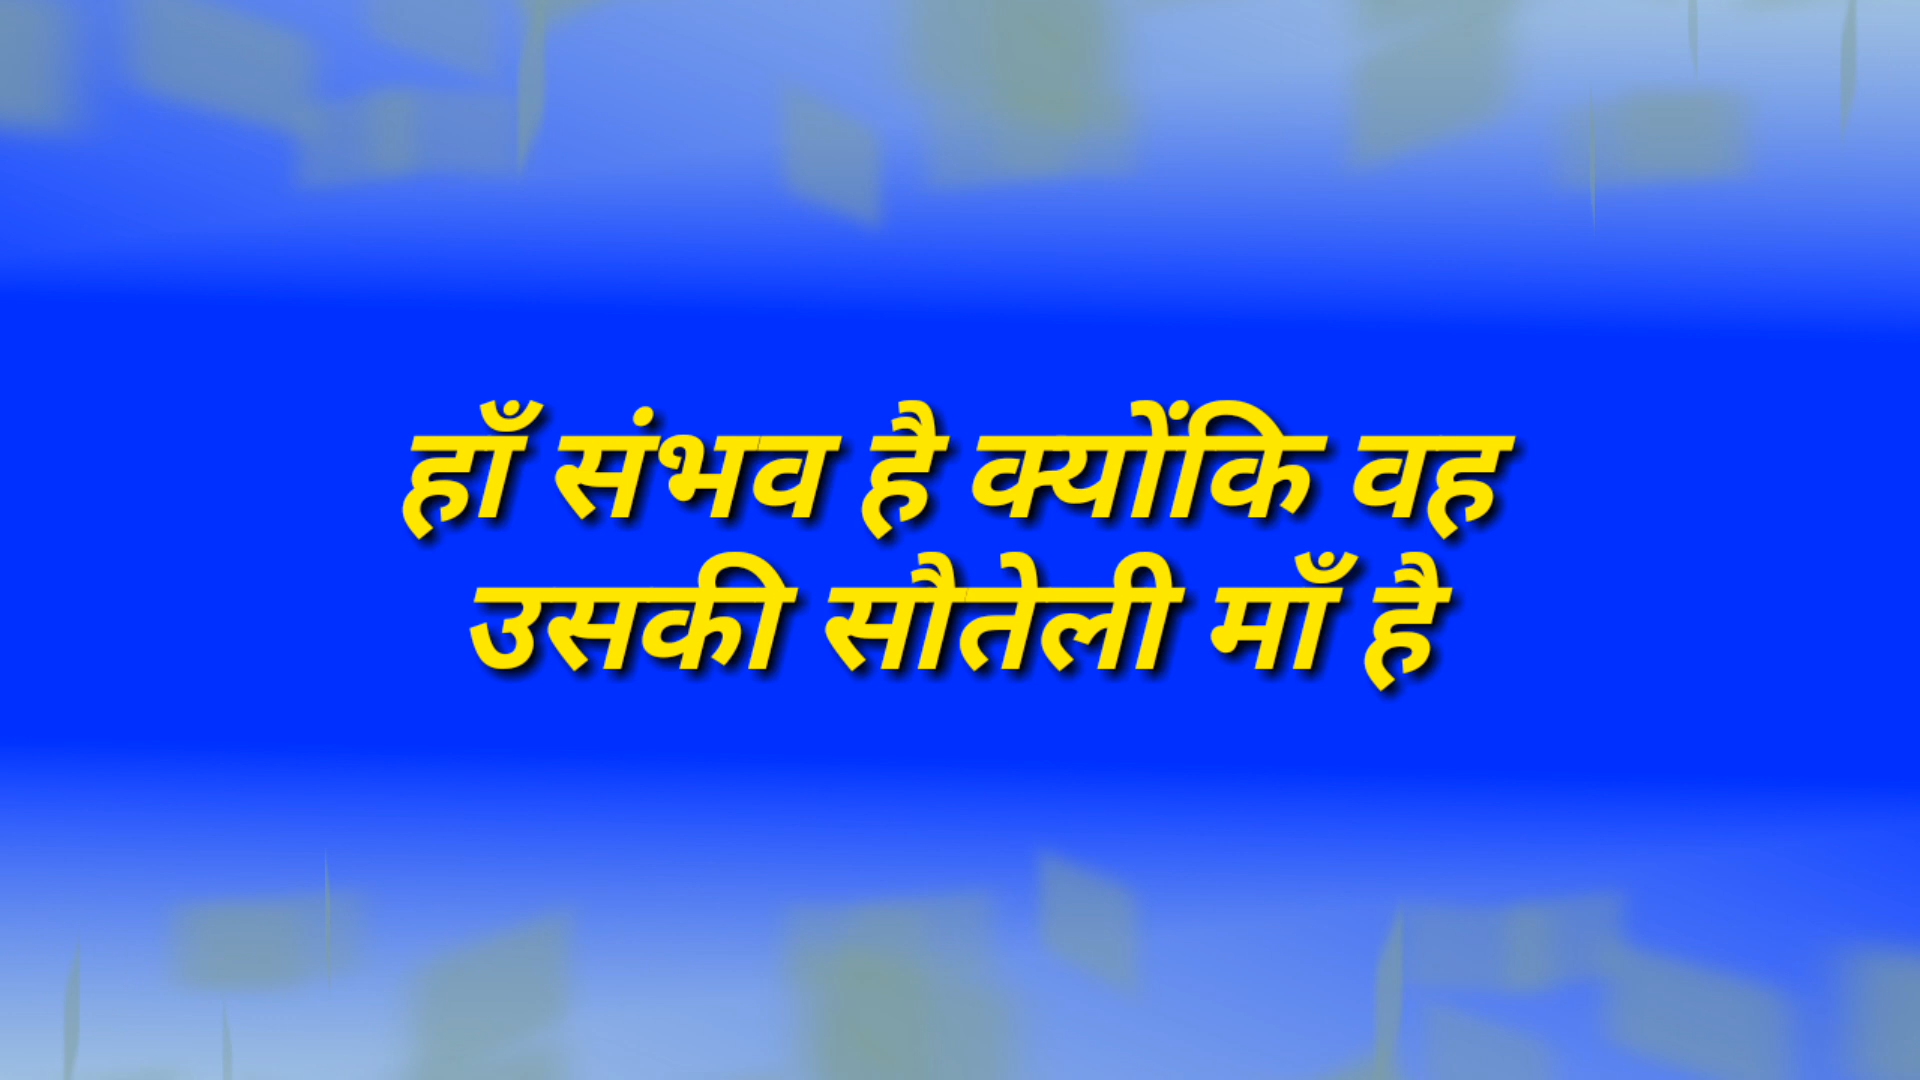 हाँ संभव है क्योंकि वह
उसकी सौतेली माँ है